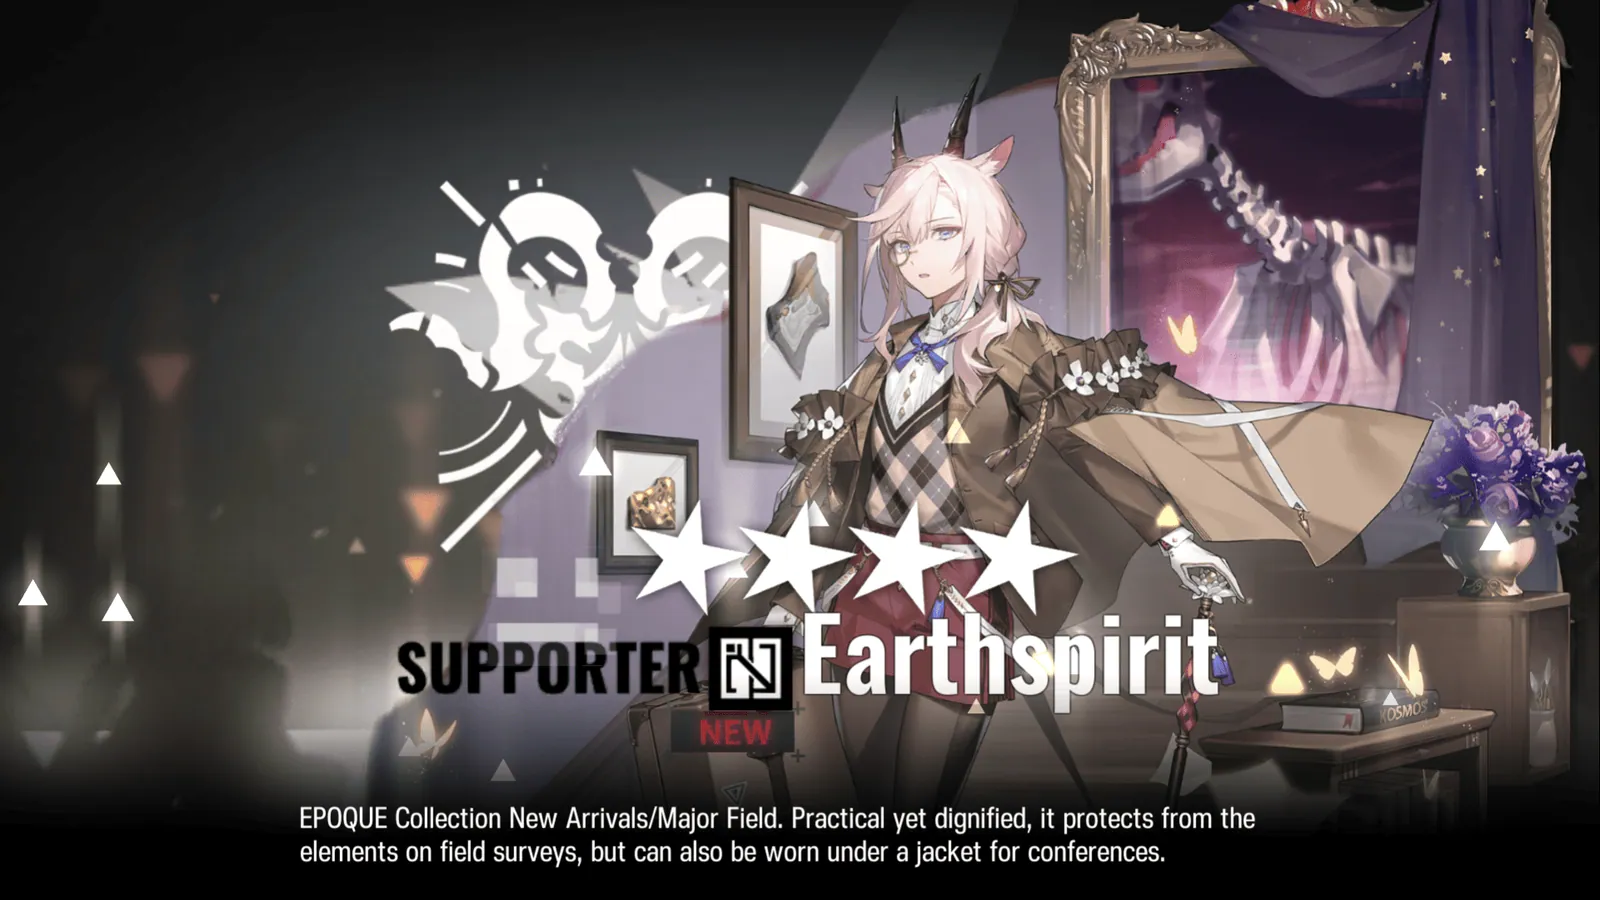 KOSMOS
SUPPORTER Earthspirit
NEW
EPOQUE Collection New Arrivals/Major Field. Practical yet dignified, it protects from the
elements on field surveys, but can also be worn under a jacket for conferences.